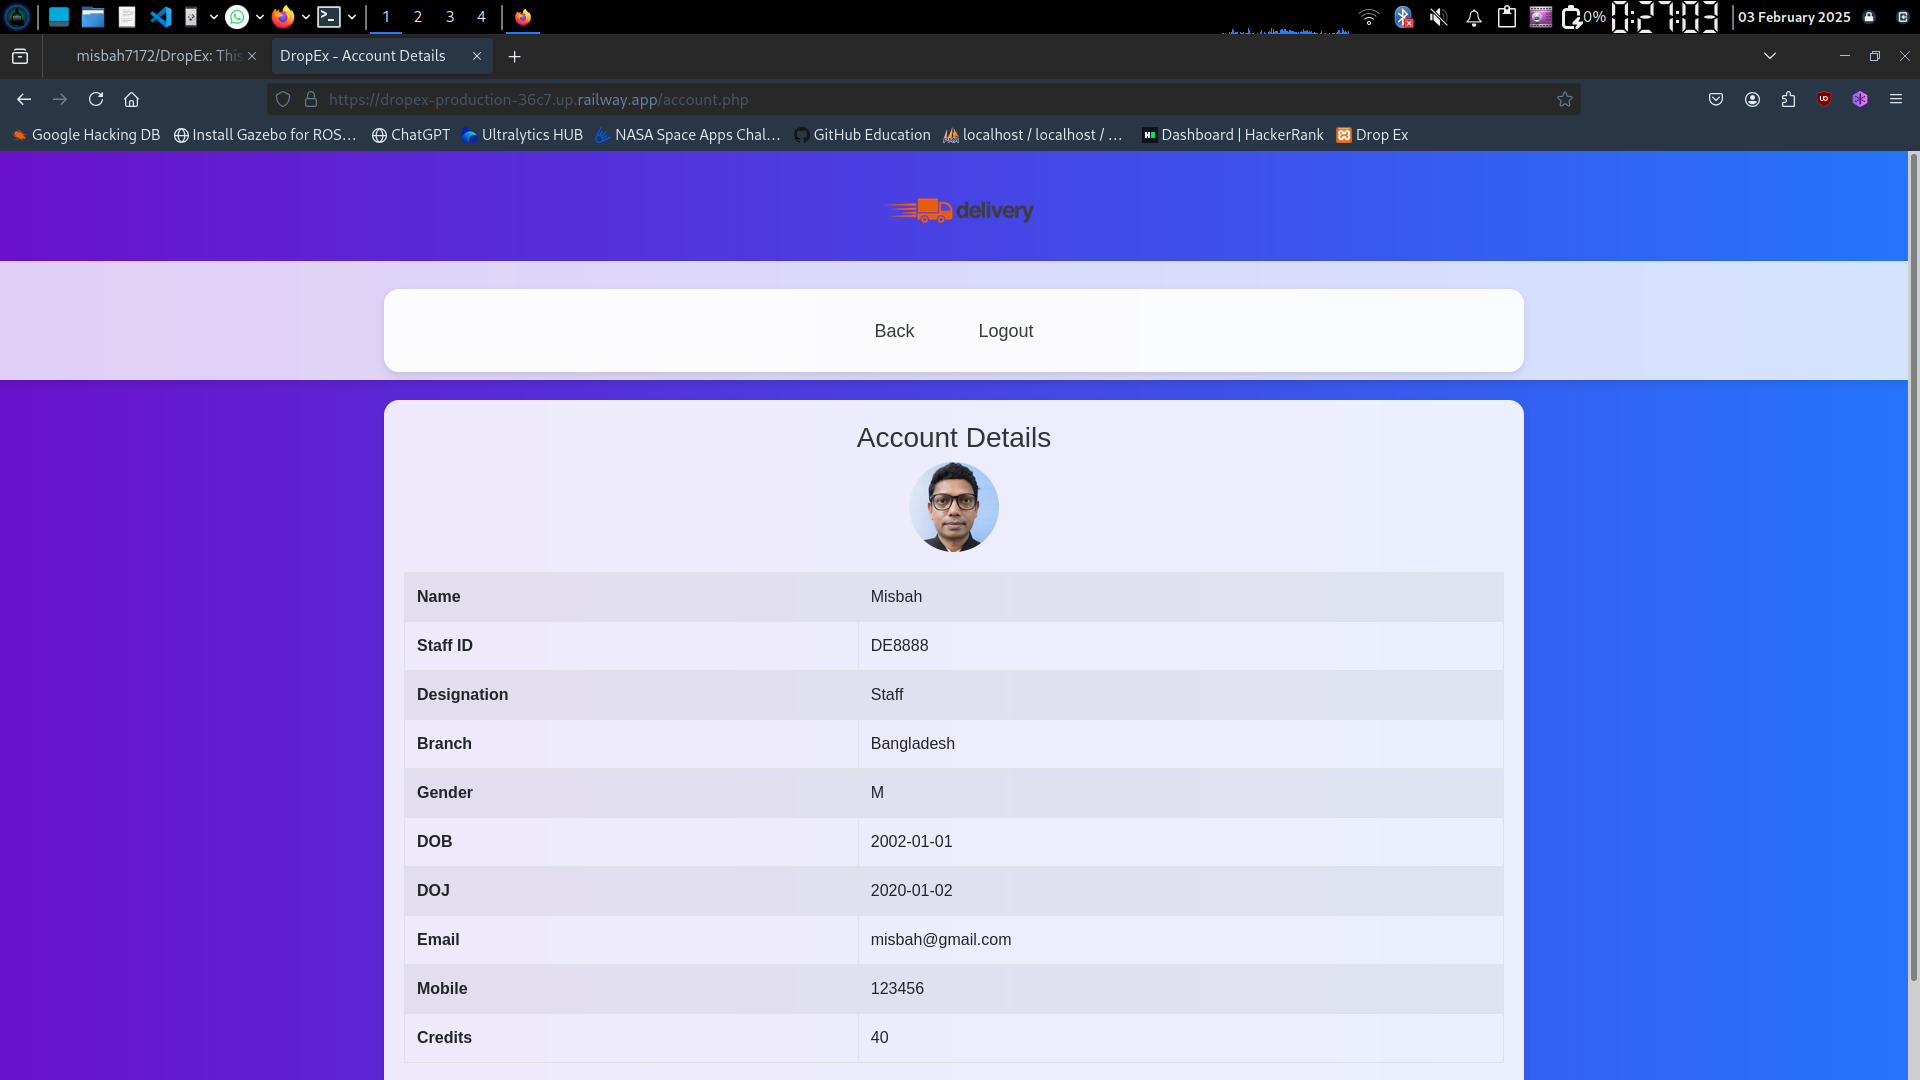 1 2 3 4 0% 0:27:03 03 February 2025
misbah7172/DropEx: This
DropEx - Account Details
https://dropex-production-36c7.up.railway.app/account.php
Google Hacking DB Install Gazebo for ROS… ChatGPT Ultralytics HUB NASA Space Apps Chal… GitHub Education localhost / localhost / … Dashboard | HackerRank Drop Ex
delivery
Back Logout
Account Details
Name Misbah
Staff ID DE8888
Designation Staff
Branch Bangladesh
Gender M
DOB 2002-01-01
DOJ 2020-01-02
Email misbah@gmail.com
Mobile 123456
Credits 40